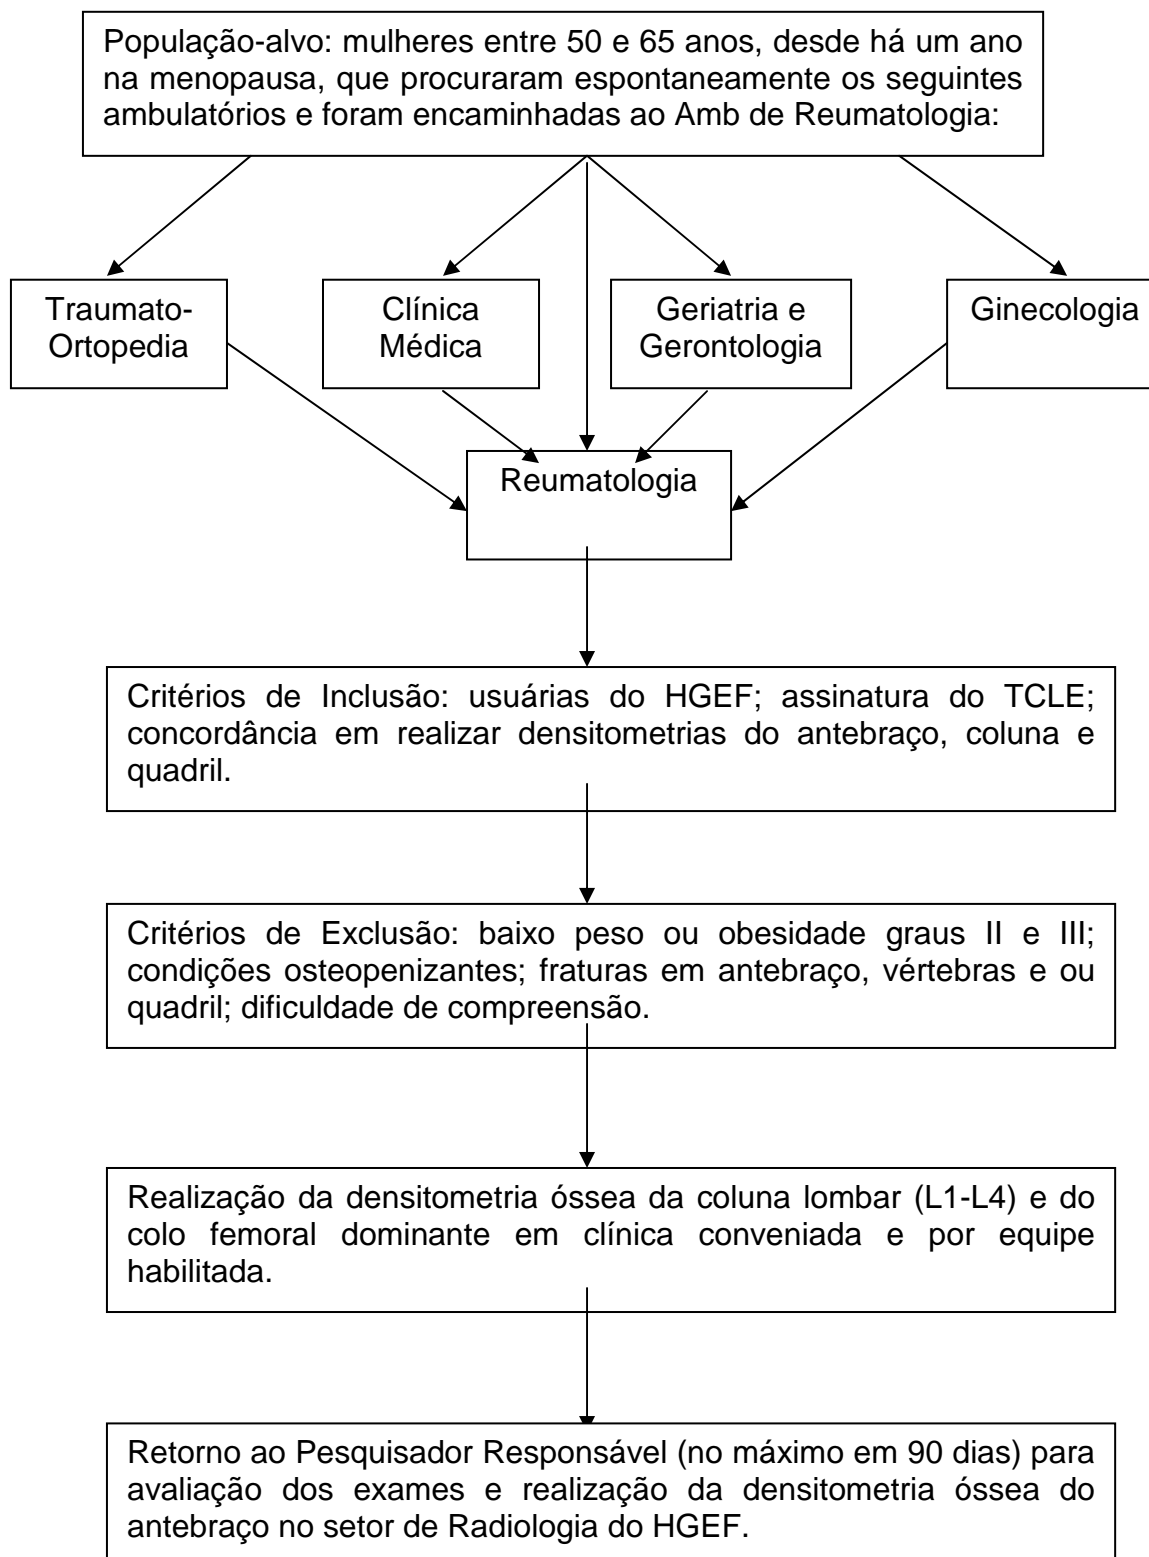 População-alvo: mulheres entre 50 e 65 anos, desde há um ano
na menopausa, que procuraram espontaneamente os seguintes
ambulatórios e foram encaminhadas ao Amb de Reumatologia:
Traumato-
Ortopedia
Clínica
Médica
Geriatria e
Gerontologia
Ginecologia
Reumatologia
Critérios de Inclusão: usuárias do HGEF; assinatura do TCLE;
concordância em realizar densitometrias do antebraço, coluna e
quadril.
Critérios de Exclusão: baixo peso ou obesidade graus II e III;
condições osteopenizantes; fraturas em antebraço, vértebras e ou
quadril; dificuldade de compreensão.
Realização da densitometria óssea da coluna lombar (L1-L4) e do
colo femoral dominante em clínica conveniada e por equipe
habilitada.
Retorno ao Pesquisador Responsável (no máximo em 90 dias) para
avaliação dos exames e realização da densitometria óssea do
antebraço no setor de Radiologia do HGEF.